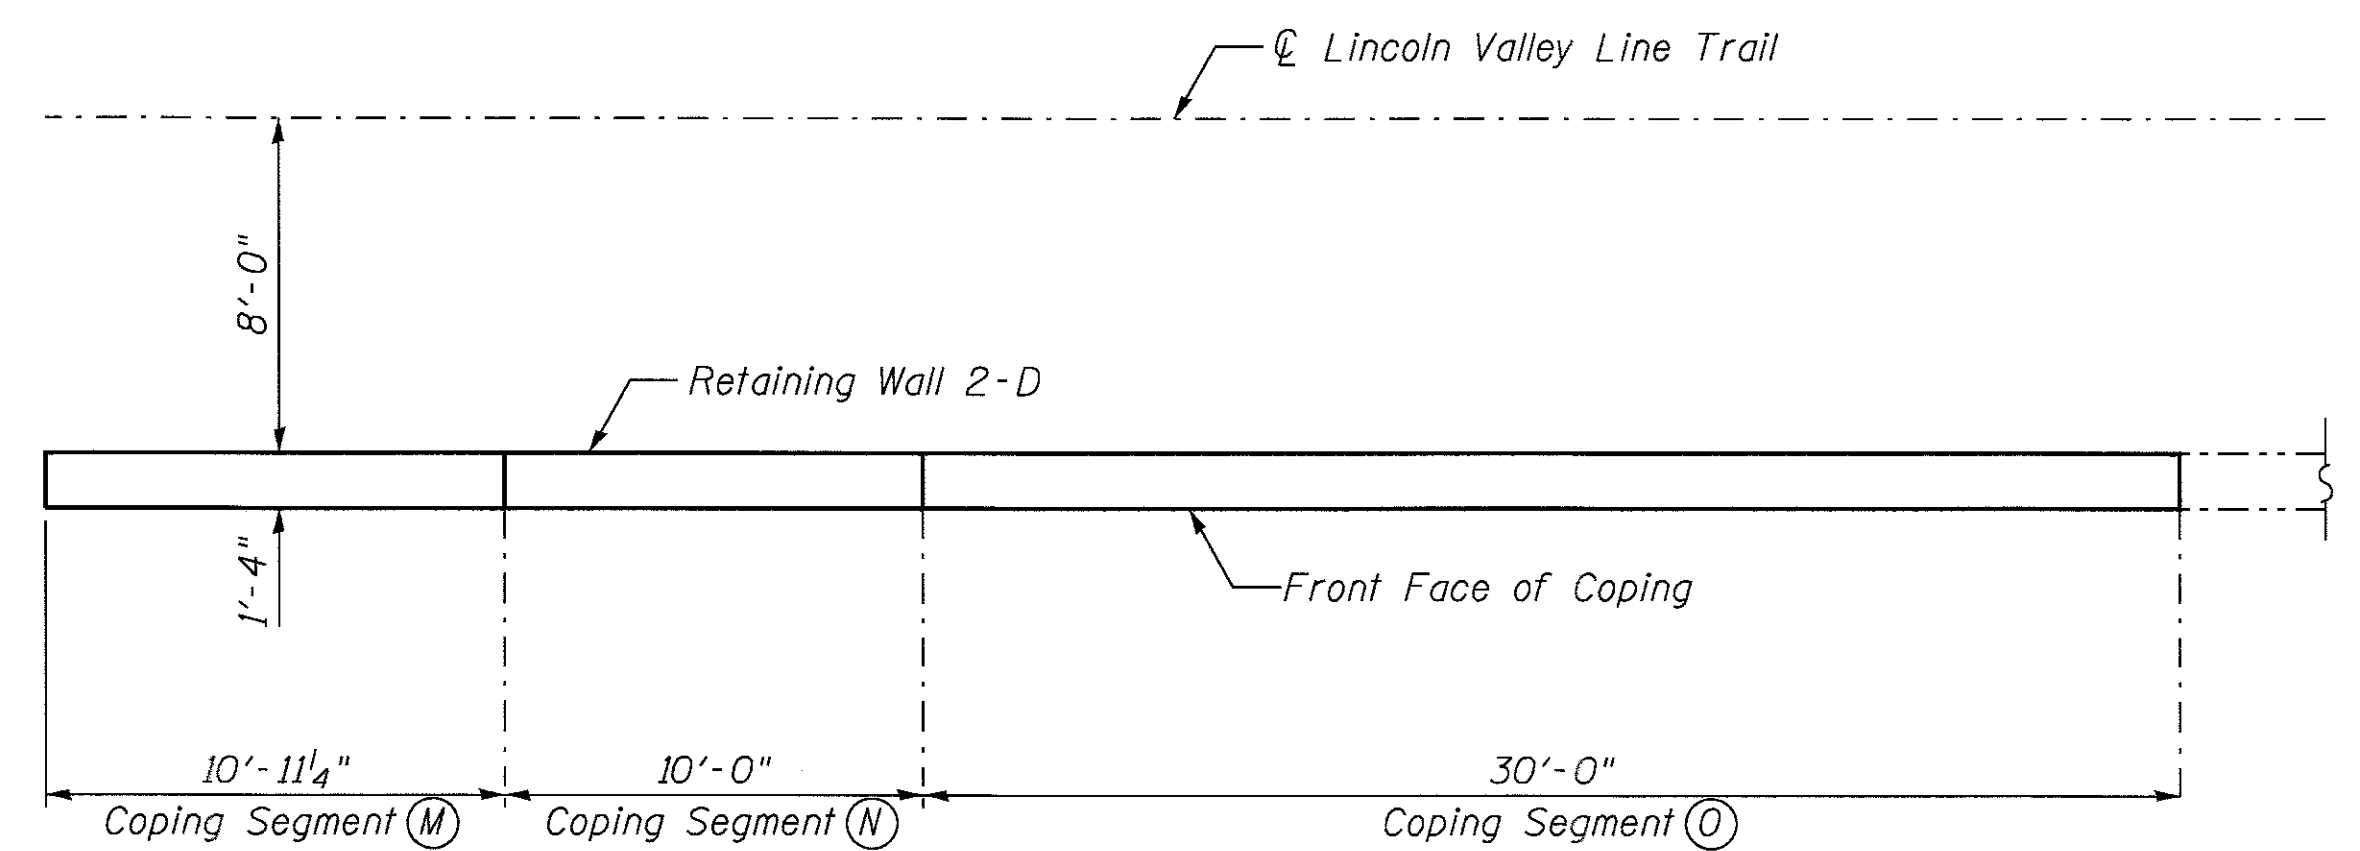 ℄ Lincoln Valley Line Trail
8'-0"
Retaining Wall 2-D
1'-4"
Front Face of Coping
10'-11¼"
10'-0"
30'-0"
Coping Segment M
Coping Segment N
Coping Segment O